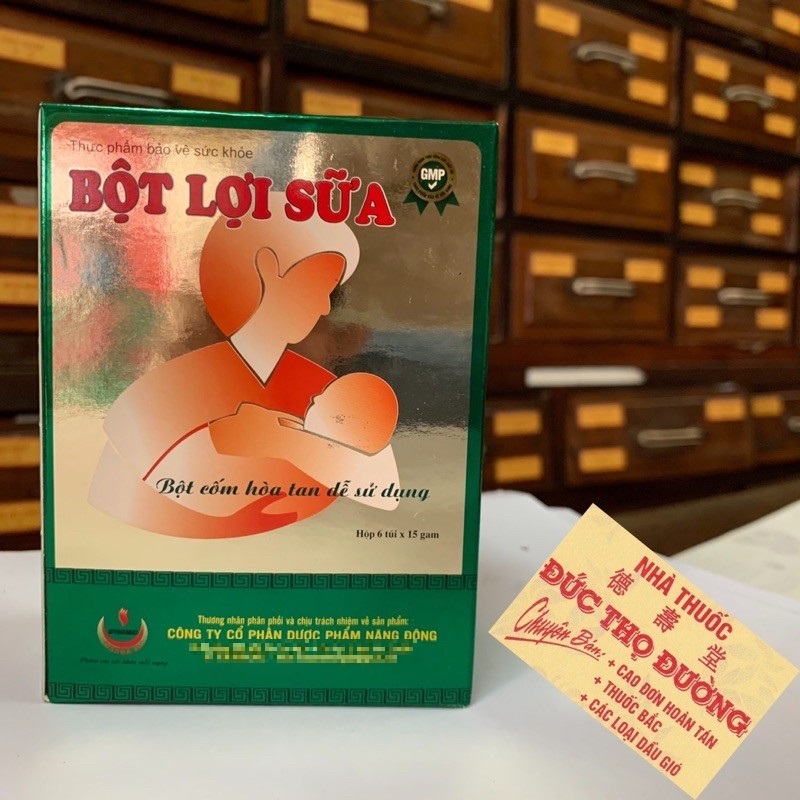 Thực phẩm bảo vệ sức khỏe
BỘT LỢI SỮA
GMP
Bột cốm hòa tan dễ sử dụng
Hộp 6 túi x 15 gam
Thương nhân phân phối và chịu trách nhiệm về sản phẩm:
CÔNG TY CỔ PHẦN DƯỢC PHẨM NĂNG ĐỘNG
NHÀ THUỐC
德 壽 堂
ĐỨC THỌ ĐƯỜNG
Chuyên Bán:
+ CAO ĐƠN HOÀN TÁN
+ THUỐC BẮC
+ CÁC LOẠI DẦU GIÓ